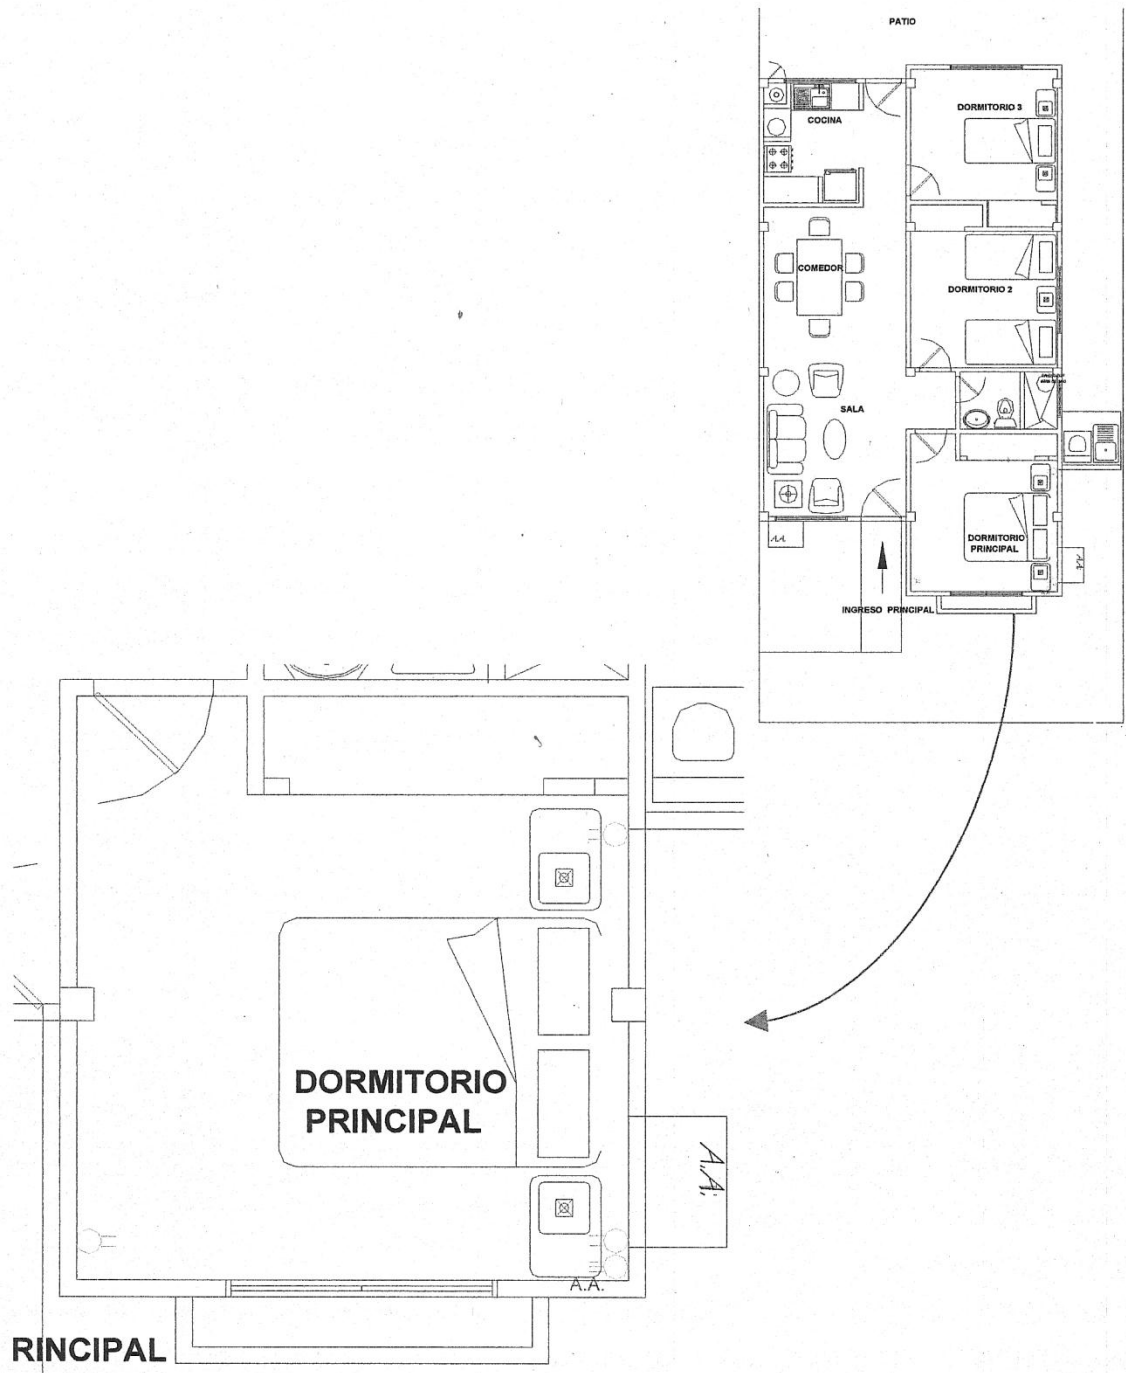 PATIO
DORMITORIO 3
COCINA
COMEDOR
DORMITORIO 2
SALA
A.A.
DORMITORIO
PRINCIPAL
A.A.
INGRESO PRINCIPAL
DORMITORIO
PRINCIPAL
A.A.
A.A.
RINCIPAL